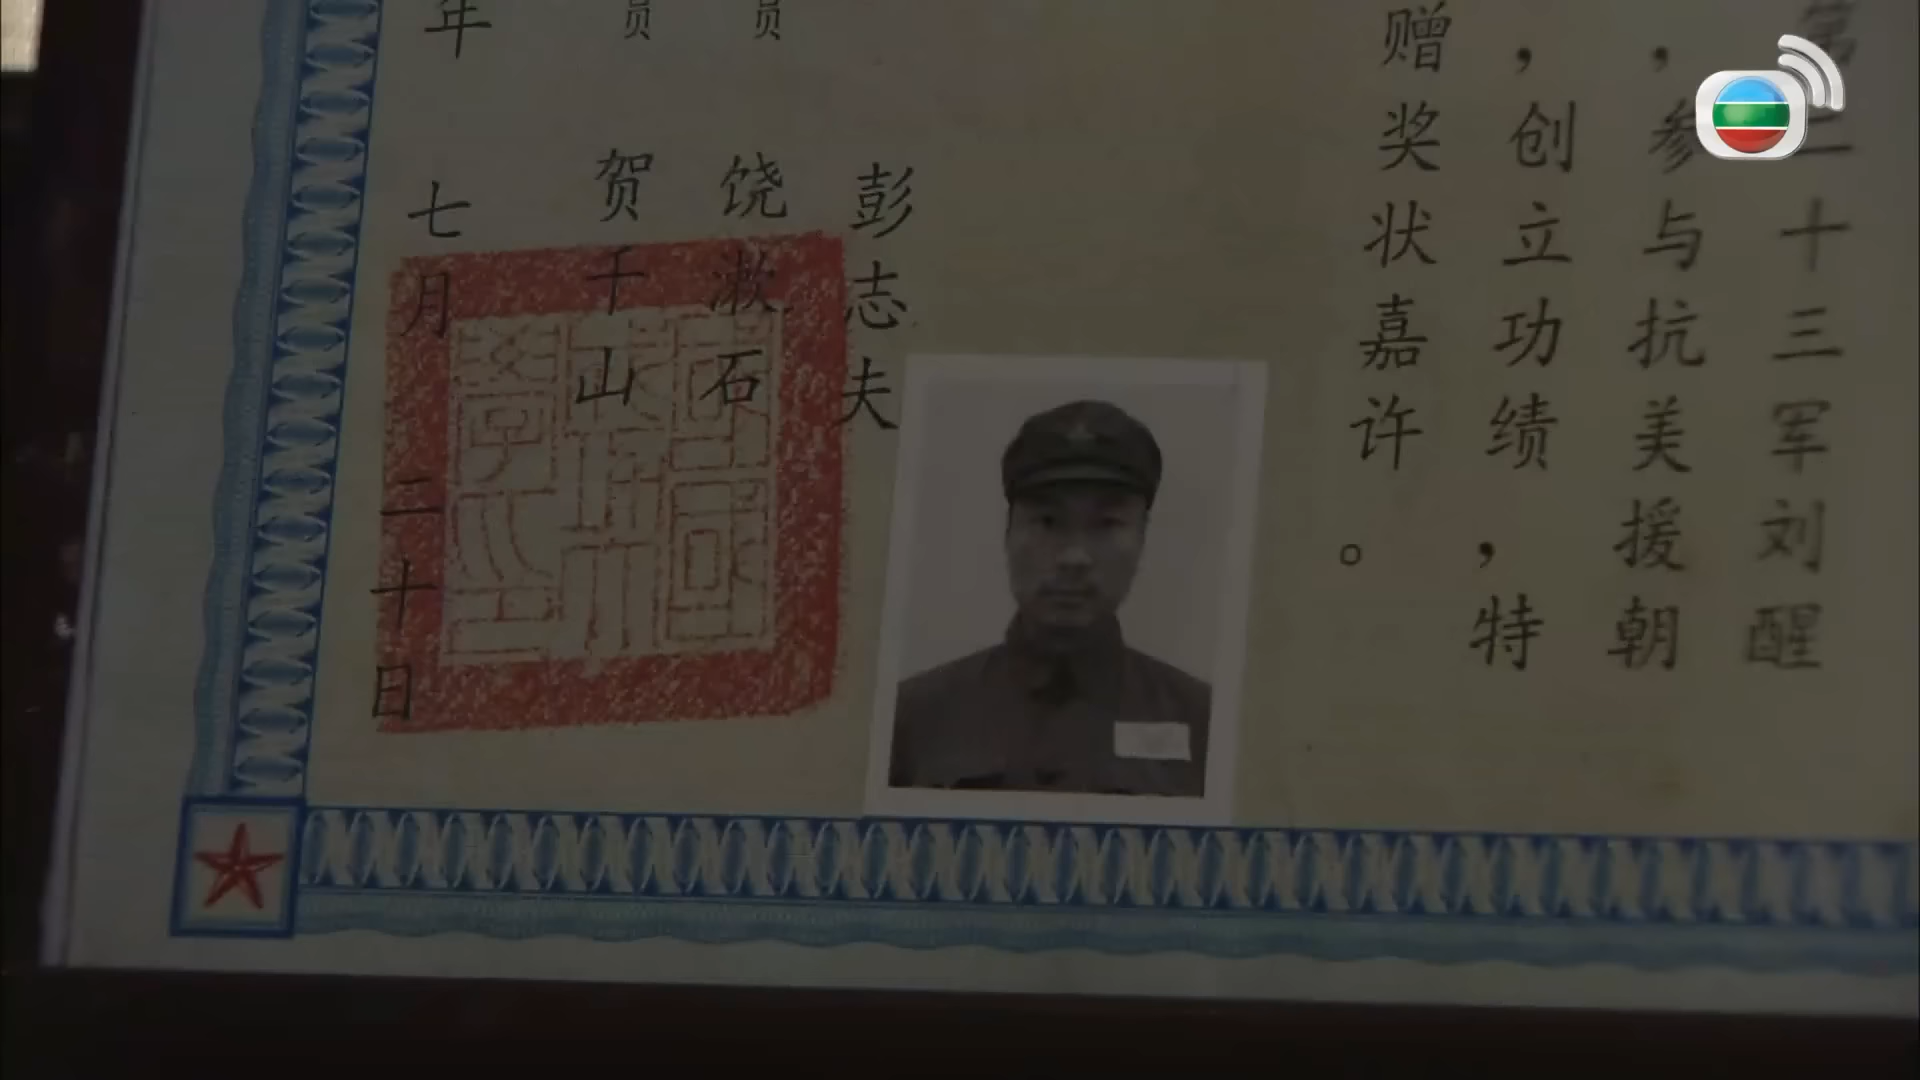 第二十三军刘醒
，参与抗美援朝
，创立功绩，特
赠奖状嘉许。
彭志夫
员 饶漱石
员 贺千山
年 七月 二十日